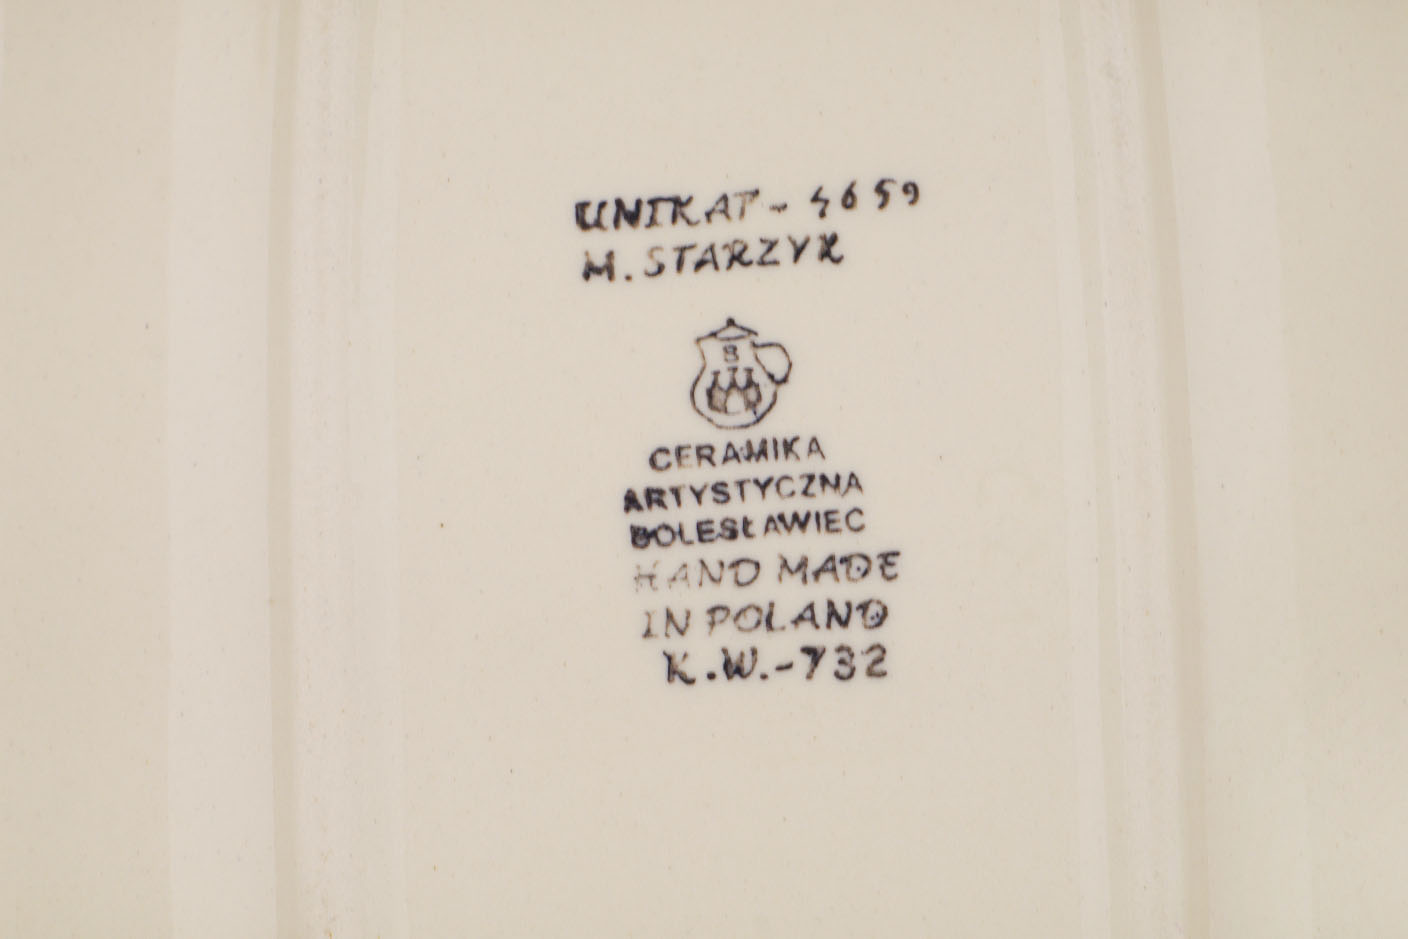 UNIKAT - 4659
M. STARZYK
B
CERAMIKA
ARTYSTYCZNA
BOLESŁAWIEC
HAND MADE
IN POLAND
K.W.-732